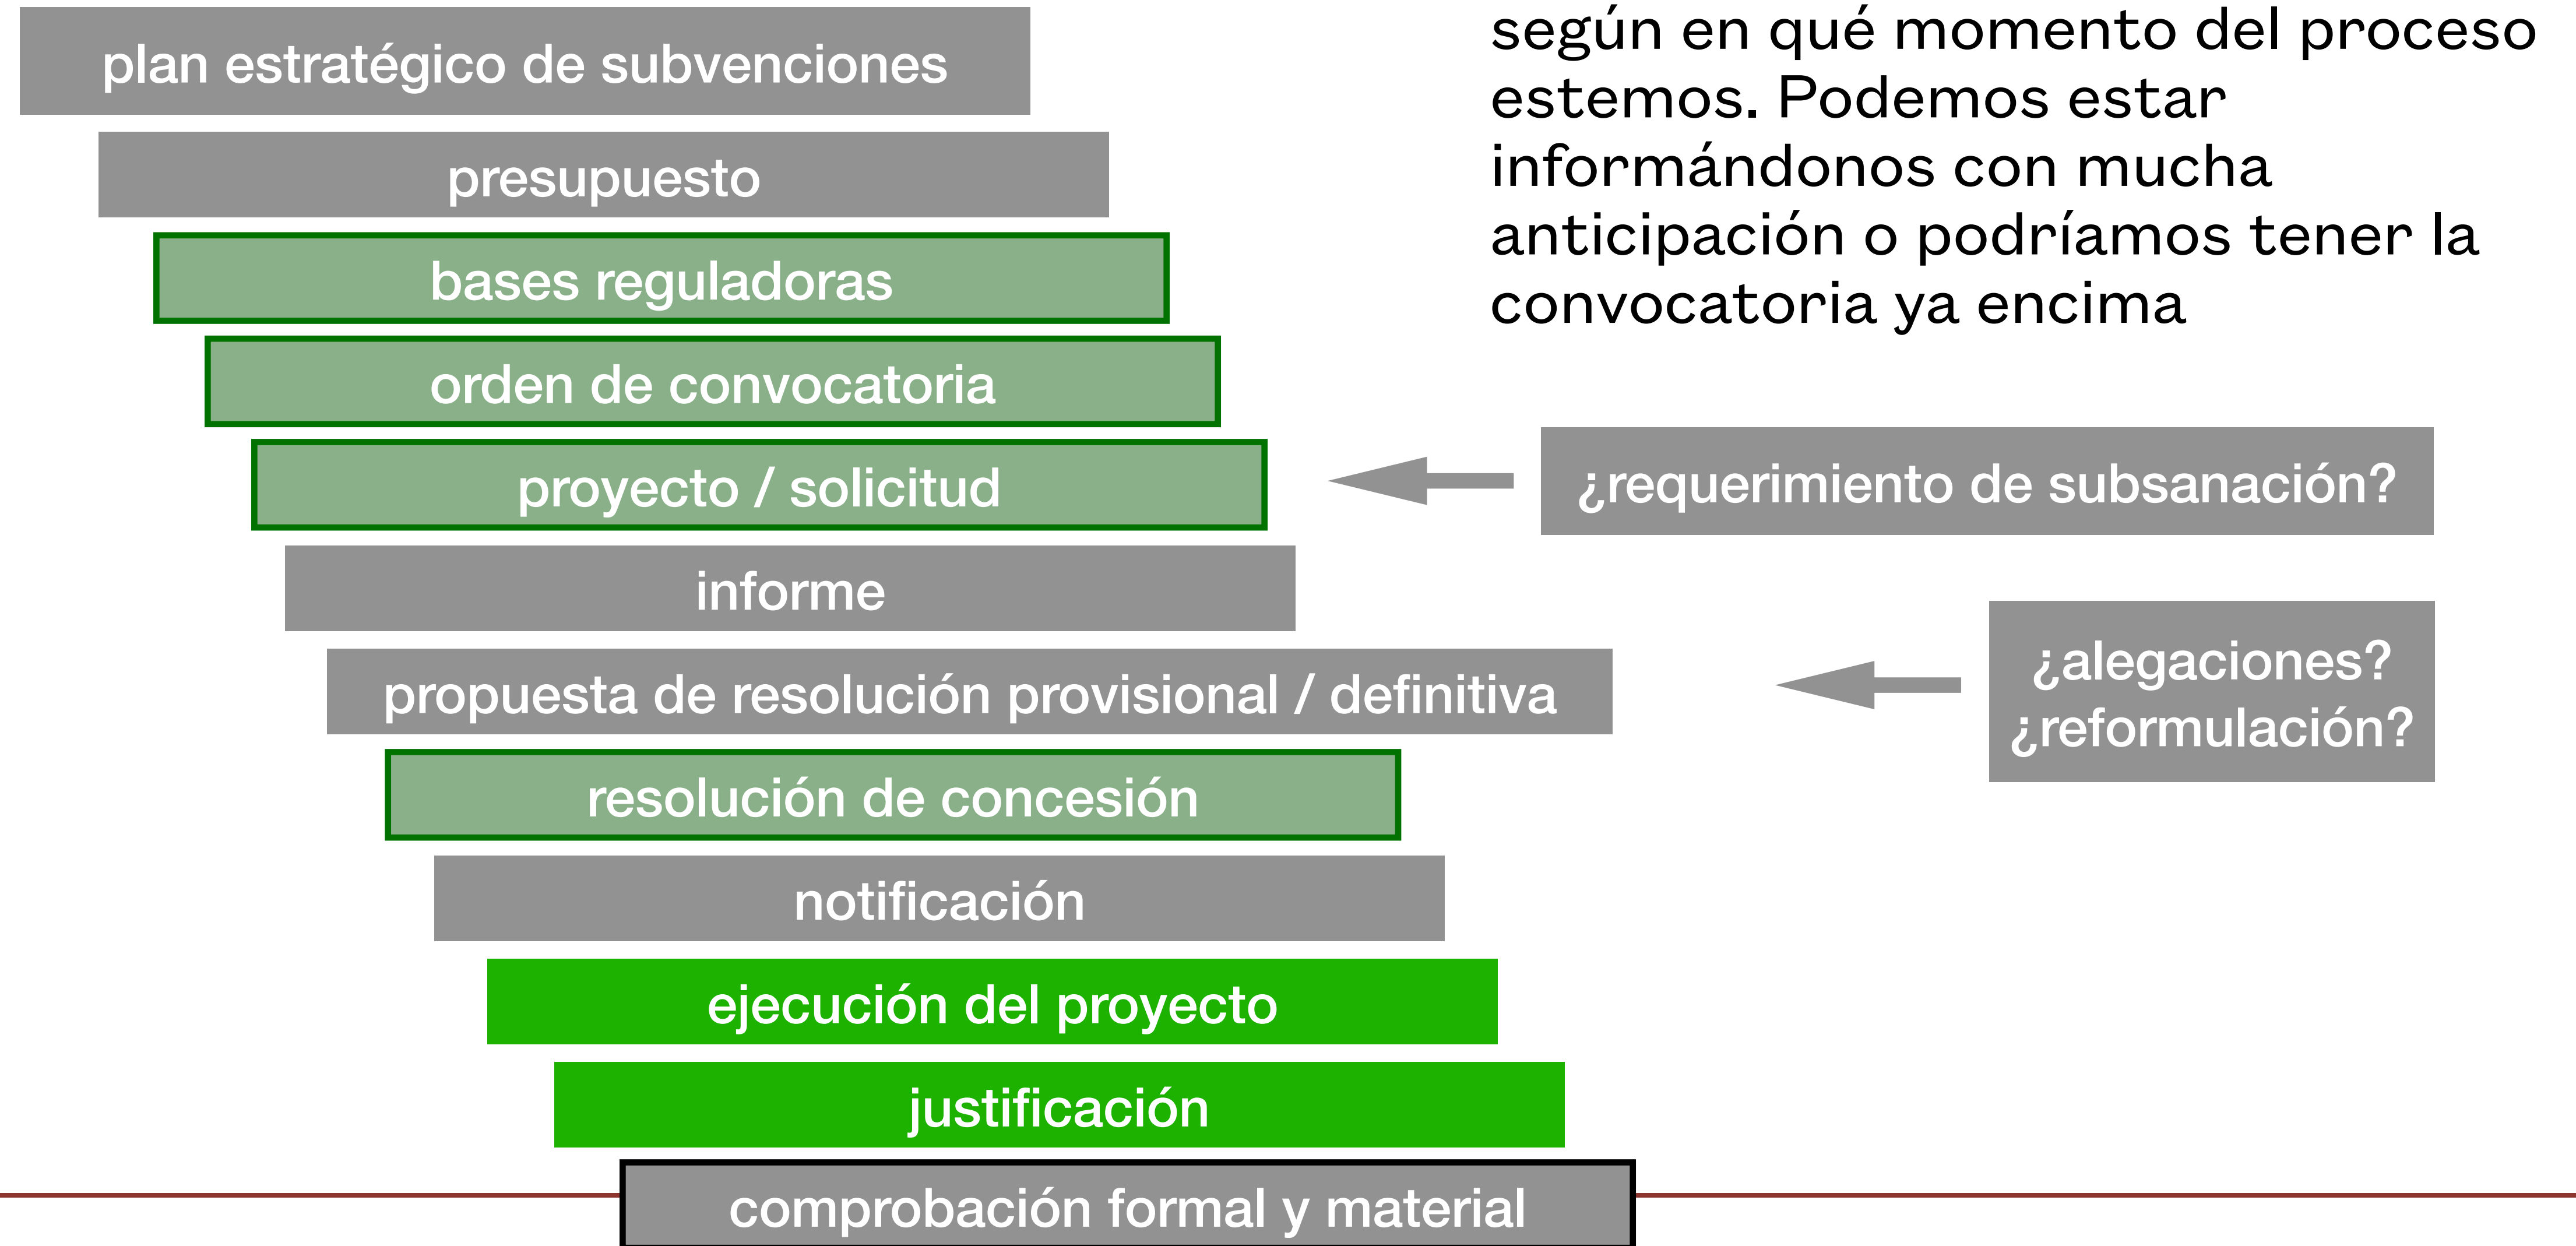 plan estratégico de subvenciones
presupuesto
bases reguladoras
orden de convocatoria
proyecto / solicitud
informe
propuesta de resolución provisional / definitiva
resolución de concesión
notificación
ejecución del proyecto
justificación
comprobación formal y material
según en qué momento del proceso
estemos. Podemos estar
informándonos con mucha
anticipación o podríamos tener la
convocatoria ya encima
¿requerimiento de subsanación?
¿alegaciones?
¿reformulación?